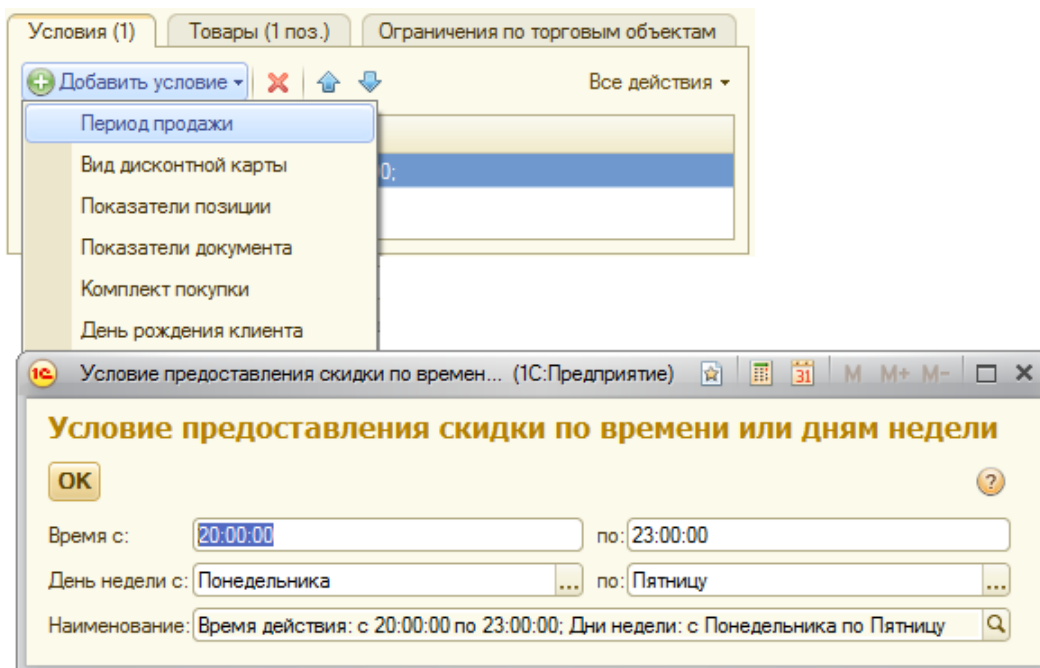 Условия (1) Товары (1 поз.) Ограничения по торговым объектам
Добавить условие Все действия
Период продажи
Вид дисконтной карты
0;
Показатели позиции
Показатели документа
Комплект покупки
День рождения клиента
1С Условие предоставления скидки по времен... (1С:Предприятие) 31 M M+ M-
Условие предоставления скидки по времени или дням недели
ОК ?
Время с: 20:00:00 по: 23:00:00
День недели с: Понедельника ... по: Пятницу ...
Наименование: Время действия: с 20:00:00 по 23:00:00; Дни недели: с Понедельника по Пятницу